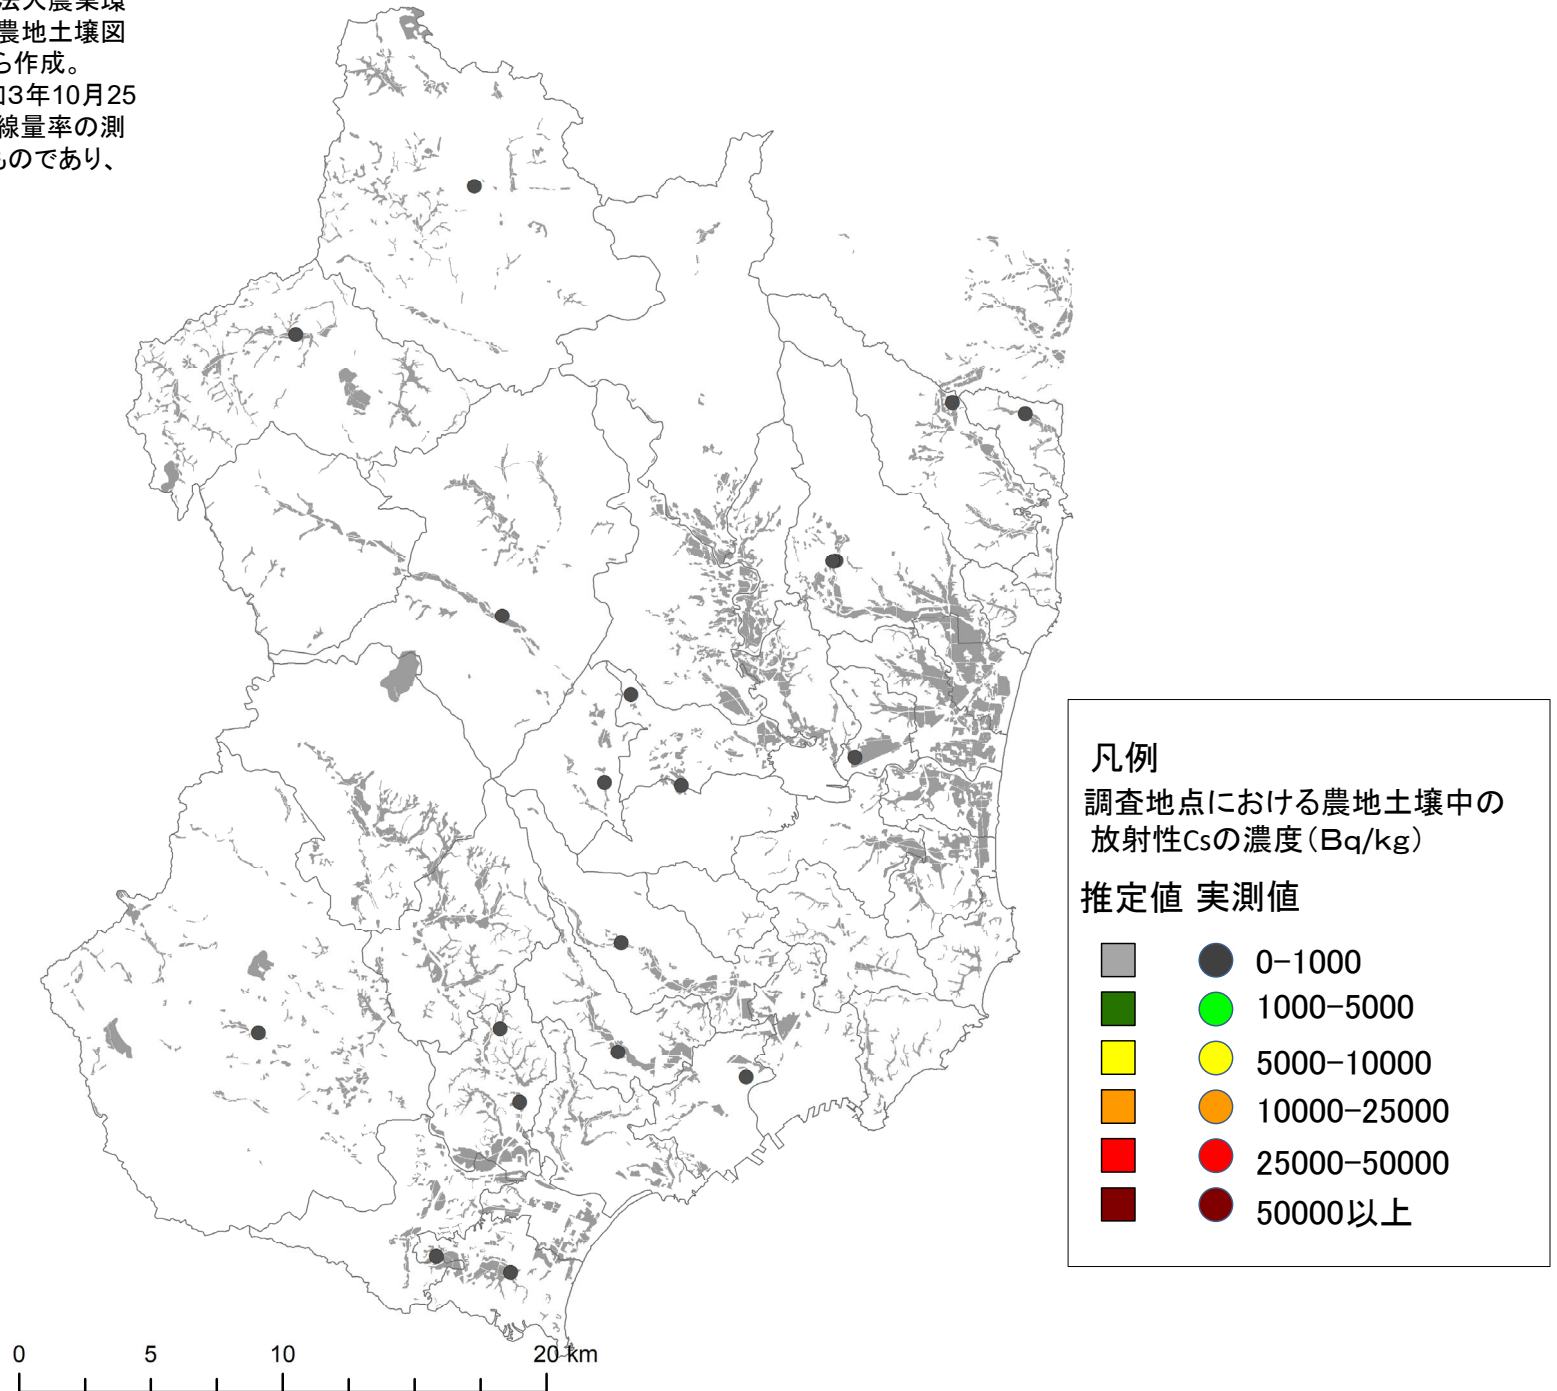 法人農業環
農地土壌図
ら作成。
和3年10月25
線量率の測
ものであり、
凡例
調査地点における農地土壌中の
放射性Csの濃度（Bq/kg）
推定値 実測値
0−1000
1000−5000
5000−10000
10000−25000
25000−50000
50000以上
0 5 10 20 km